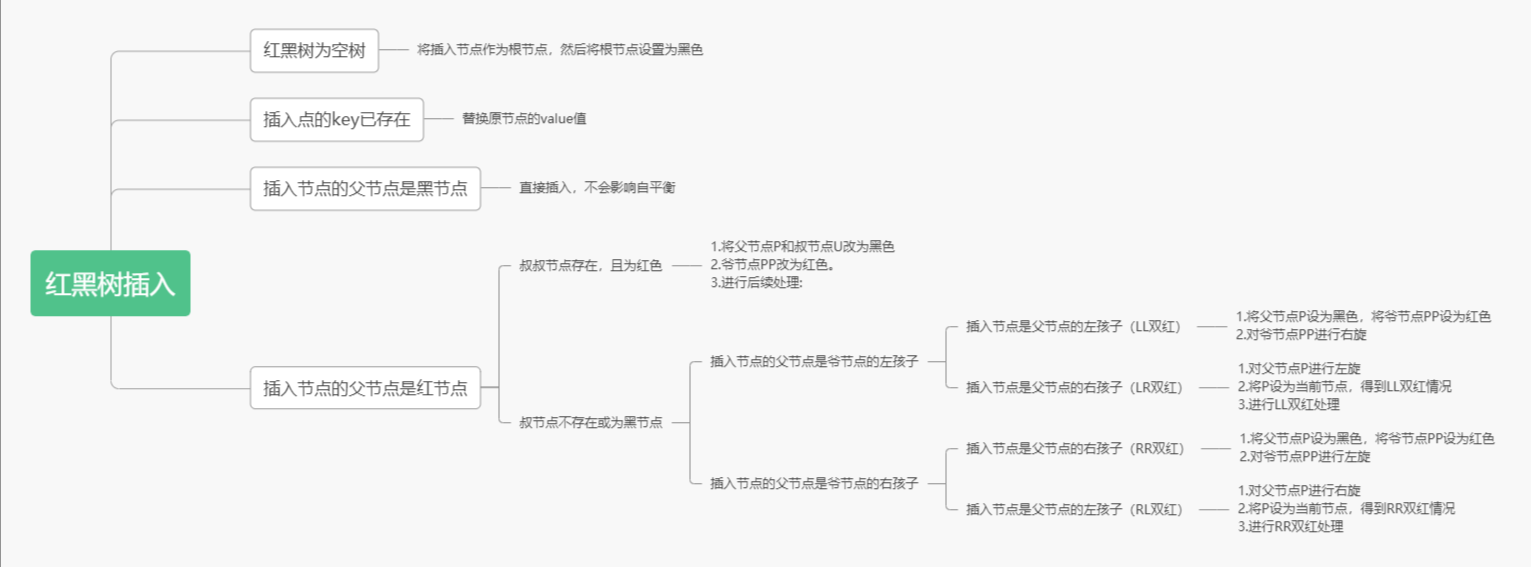 红黑树插入
红黑树为空树
将插入节点作为根节点，然后将根节点设置为黑色
插入点的key已存在
替换原节点的value值
插入节点的父节点是黑节点
直接插入，不会影响自平衡
插入节点的父节点是红节点
叔叔节点存在，且为红色
1.将父节点P和叔节点U改为黑色
2.爷节点PP改为红色。
3.进行后续处理:
叔节点不存在或为黑节点
插入节点的父节点是爷节点的左孩子
插入节点是父节点的左孩子（LL双红）
1.将父节点P设为黑色，将爷节点PP设为红色
2.对爷节点PP进行右旋
插入节点是父节点的右孩子（LR双红）
1.对父节点P进行左旋
2.将P设为当前节点，得到LL双红情况
3.进行LL双红处理
插入节点的父节点是爷节点的右孩子
插入节点是父节点的右孩子（RR双红）
1.将父节点P设为黑色，将爷节点PP设为红色
2.对爷节点PP进行左旋
插入节点是父节点的左孩子（RL双红）
1.对父节点P进行右旋
2.将P设为当前节点，得到RR双红情况
3.进行RR双红处理